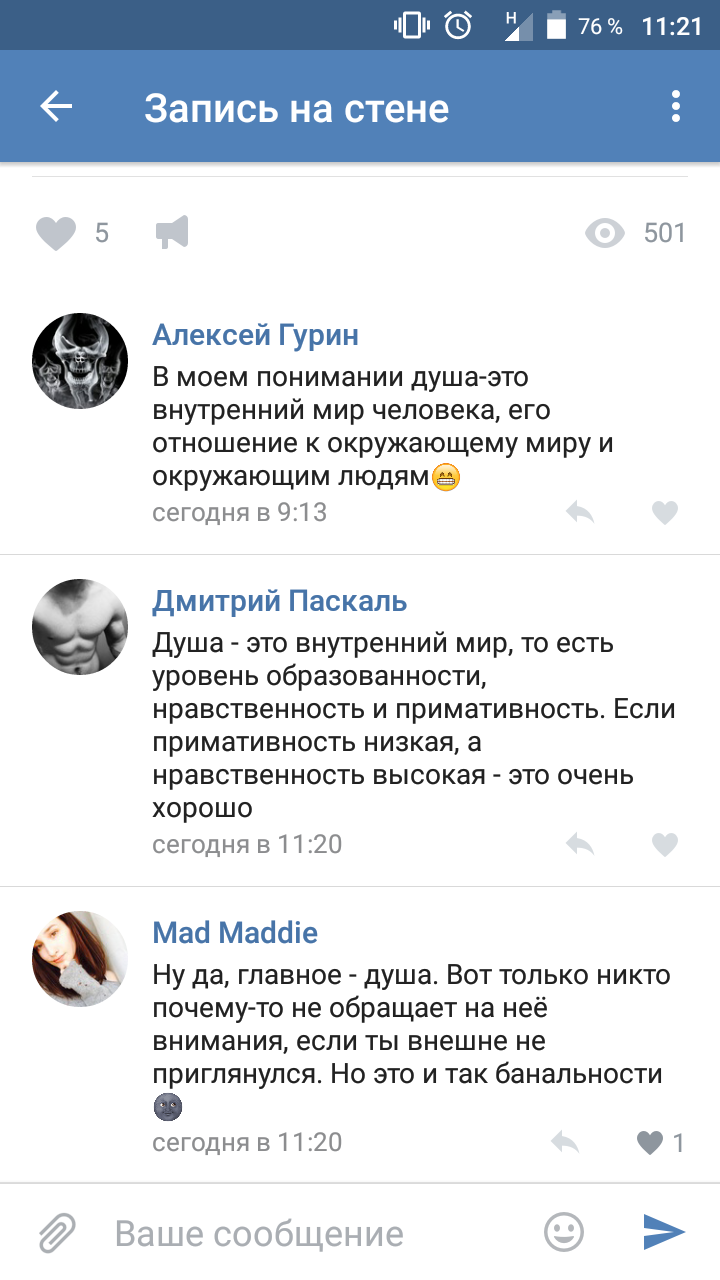 H 76 % 11:21
Запись на стене
5 501
Алексей Гурин
В моем понимании душа-это
внутренний мир человека, его
отношение к окружающему миру и
окружающим людям😁
сегодня в 9:13
Дмитрий Паскаль
Душа - это внутренний мир, то есть
уровень образованности,
нравственность и примативность. Если
примативность низкая, а
нравственность высокая - это очень
хорошо
сегодня в 11:20
Mad Maddie
Ну да, главное - душа. Вот только никто
почему-то не обращает на неё
внимания, если ты внешне не
приглянулся. Но это и так банальности
🌚
сегодня в 11:20 1
Ваше сообщение